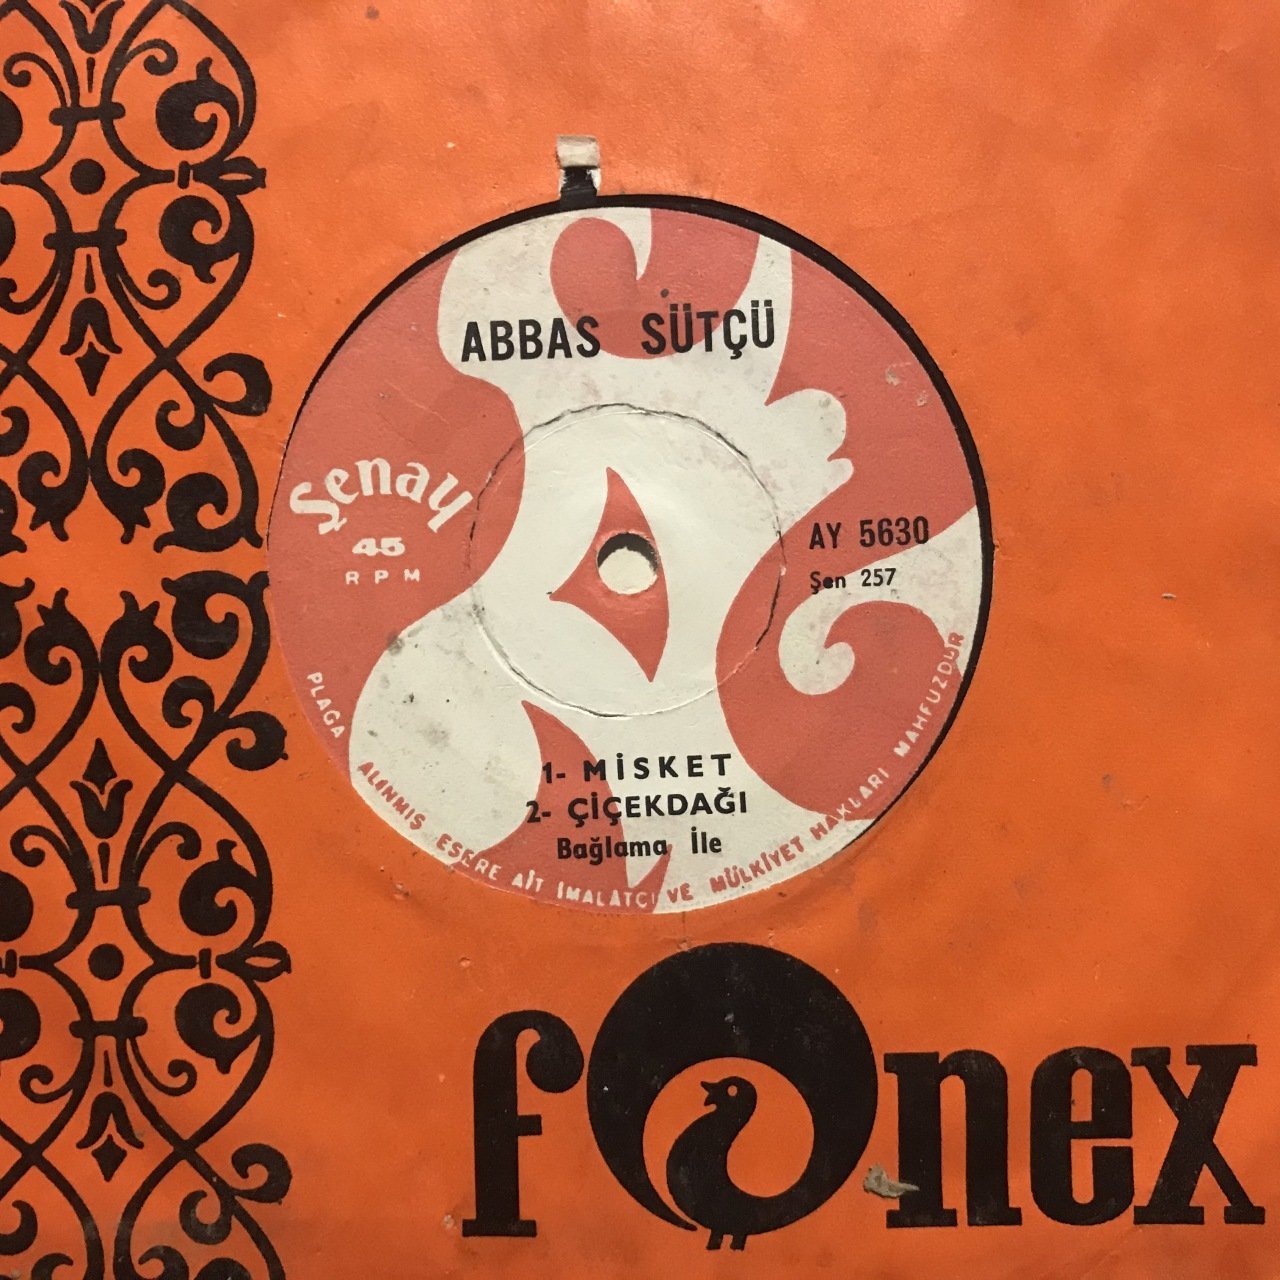 ABBAS SÜTÇÜ
Şenay
45
RPM
AY 5630
Şen 257
1- MİSKET
2- ÇİÇEKDAĞI
Bağlama İle
PLAGA ALINMIŞ ESERE AİT İMALATÇI VE MÜLKİYET HAKLARI MAHFUZDUR
fonex